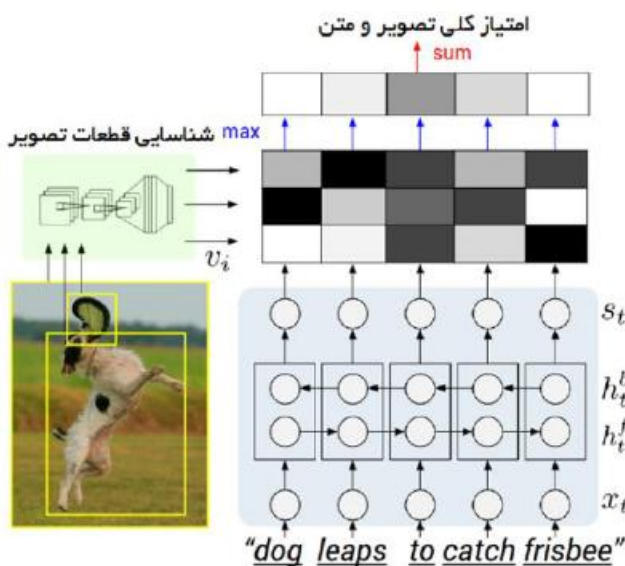 امتیاز کلی تصویر و متن
sum
شناسایی قطعات تصویر
max
v_i
s_t
h_t^b
h_t^f
x_t
“dog leaps to catch frisbee”